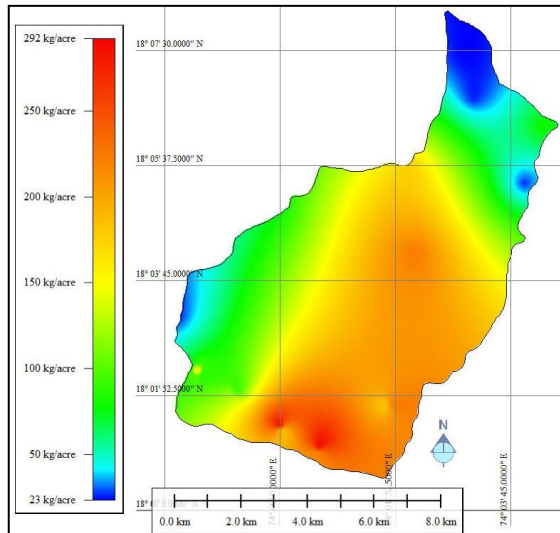 292 kg/acre
250 kg/acre
200 kg/acre
150 kg/acre
100 kg/acre
50 kg/acre
23 kg/acre
18° 07' 30.0000" N
18° 05' 37.5000" N
18° 03' 45.0000" N
18° 01' 52.5000" N
74° 03' 45.0000" E
N
0.0 km
2.0 km
4.0 km
6.0 km
8.0 km